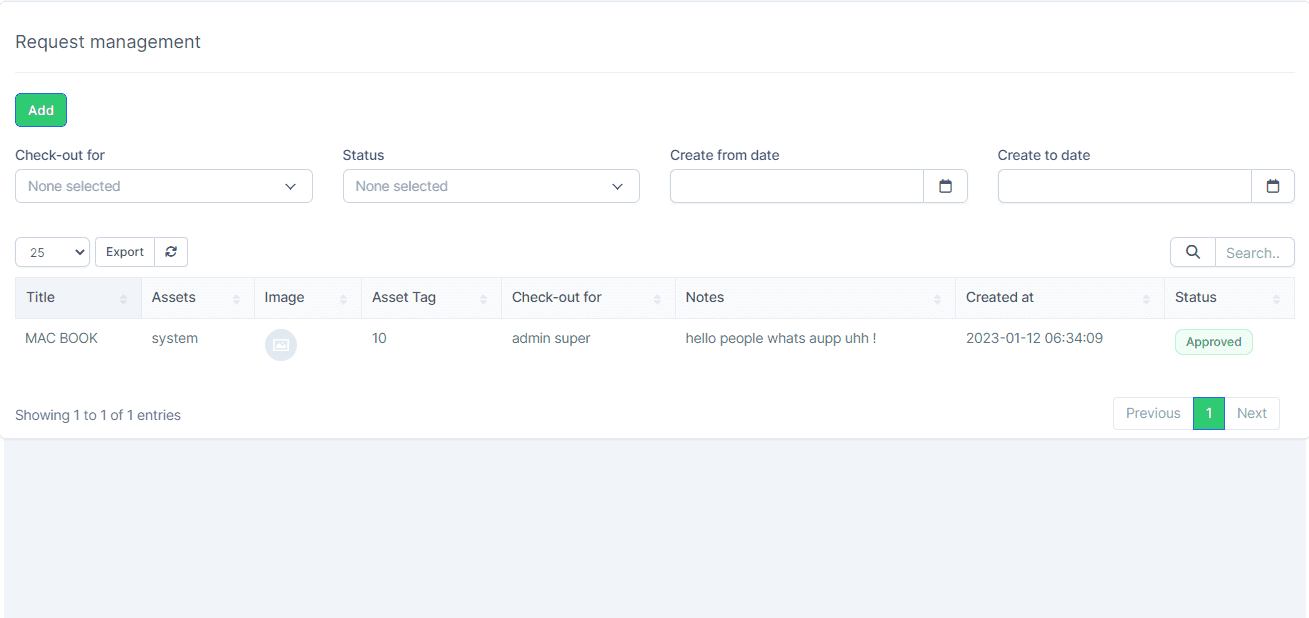 Request management
Add
Check-out for Status Create from date Create to date
None selected None selected
25 Export Search..
Title Assets Image Asset Tag Check-out for Notes Created at Status
MAC BOOK system 10 admin super hello people whats aupp uhh ! 2023-01-12 06:34:09 Approved
Showing 1 to 1 of 1 entries Previous 1 Next